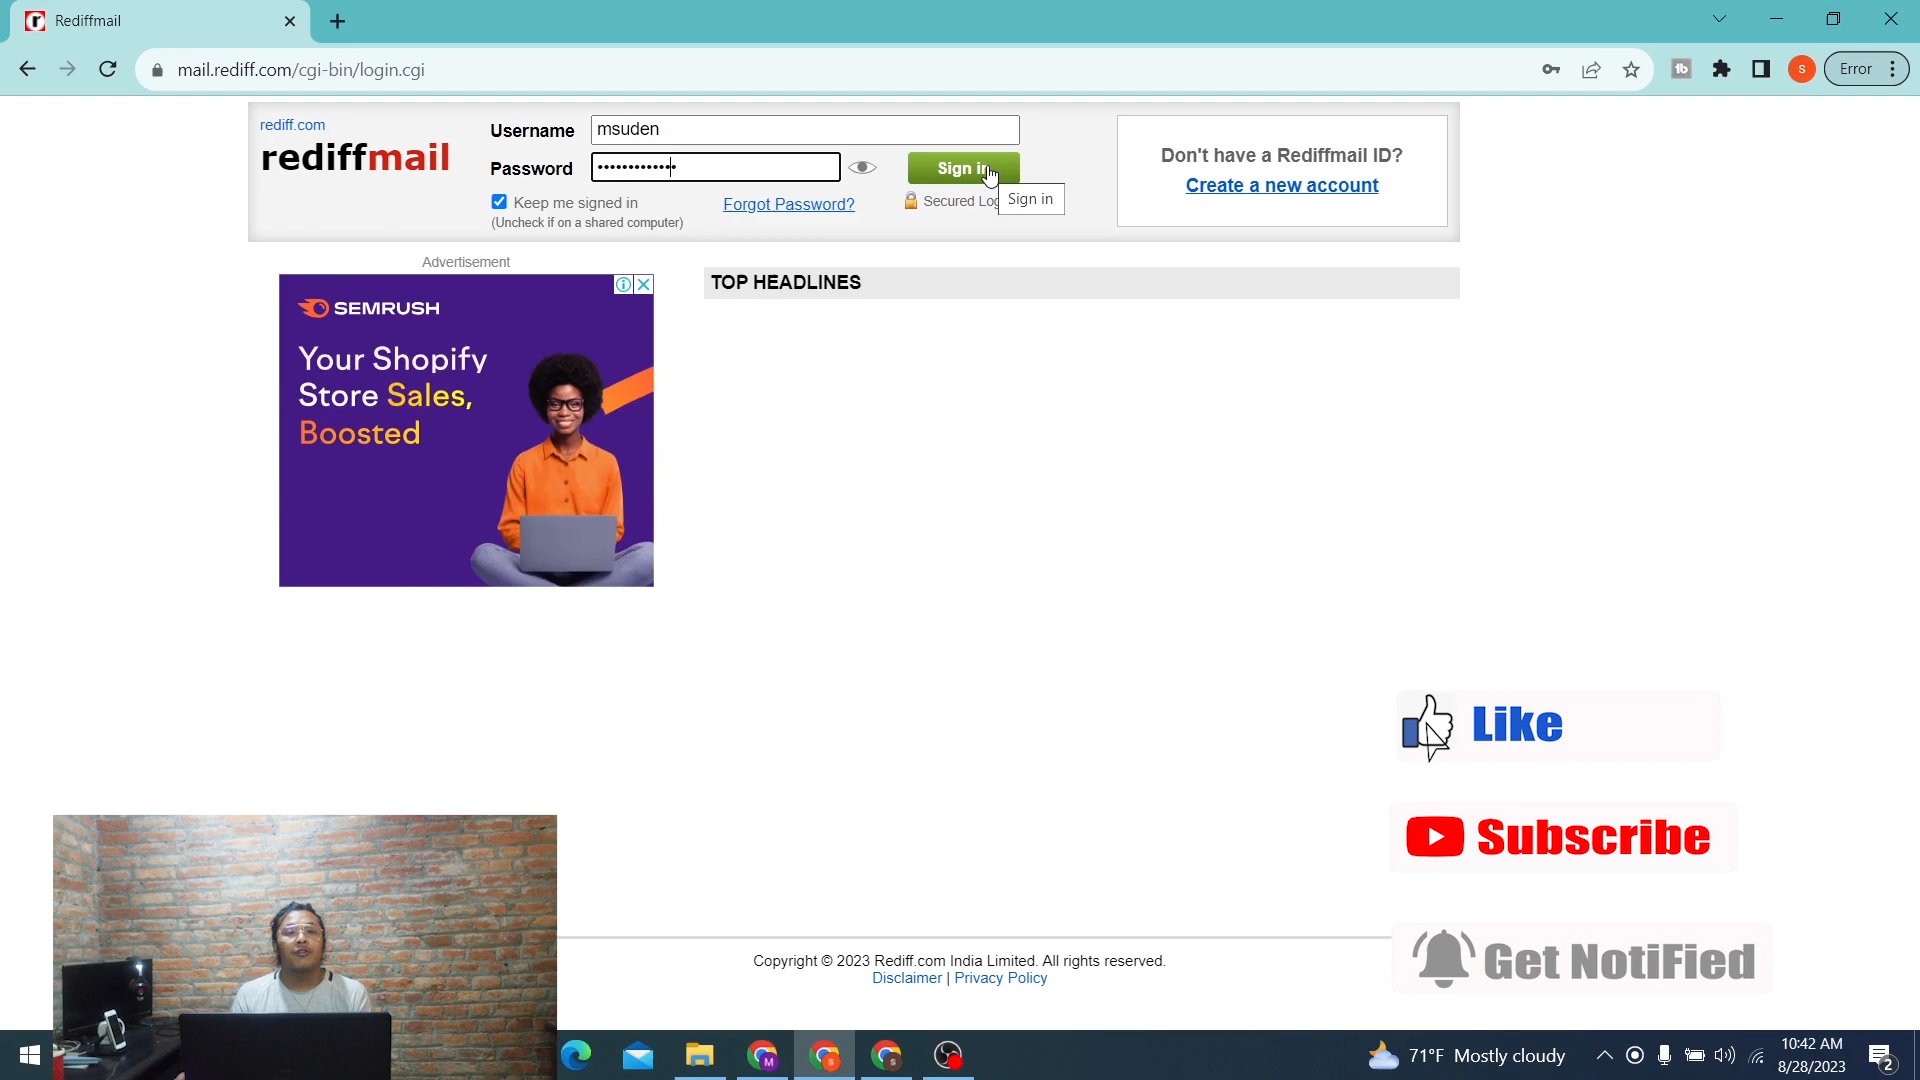 Rediffmail
mail.rediff.com/cgi-bin/login.cgi
Error
rediff.com
rediffmail
Username
msuden
Password
•••••••••••••
Sign in
Keep me signed in
(Uncheck if on a shared computer)
Forgot Password?
Secured Log
Sign in
Don't have a Rediffmail ID?
Create a new account
Advertisement
SEMRUSH
Your Shopify
Store Sales,
Boosted
TOP HEADLINES
Like
Subscribe
Get NotiFied
Copyright © 2023 Rediff.com India Limited. All rights reserved.
Disclaimer | Privacy Policy
71°F Mostly cloudy
10:42 AM
8/28/2023
2